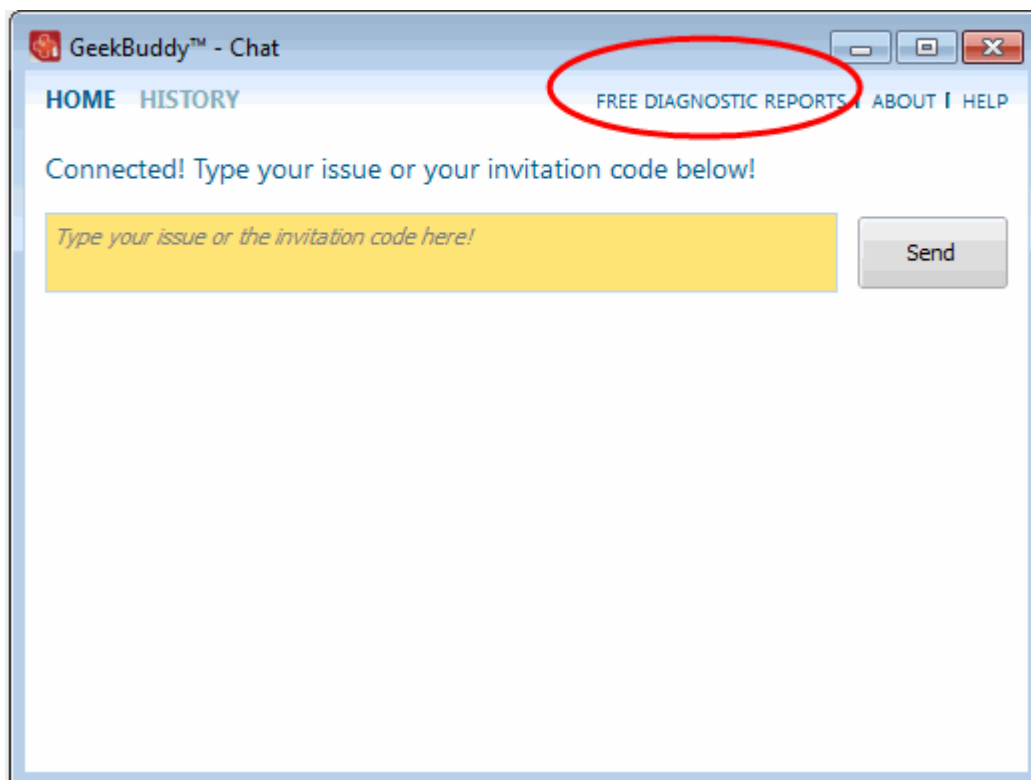 GeekBuddy™ - Chat
HOME HISTORY FREE DIAGNOSTIC REPORTS ABOUT HELP
Connected! Type your issue or your invitation code below!
Type your issue or the invitation code here!
Send